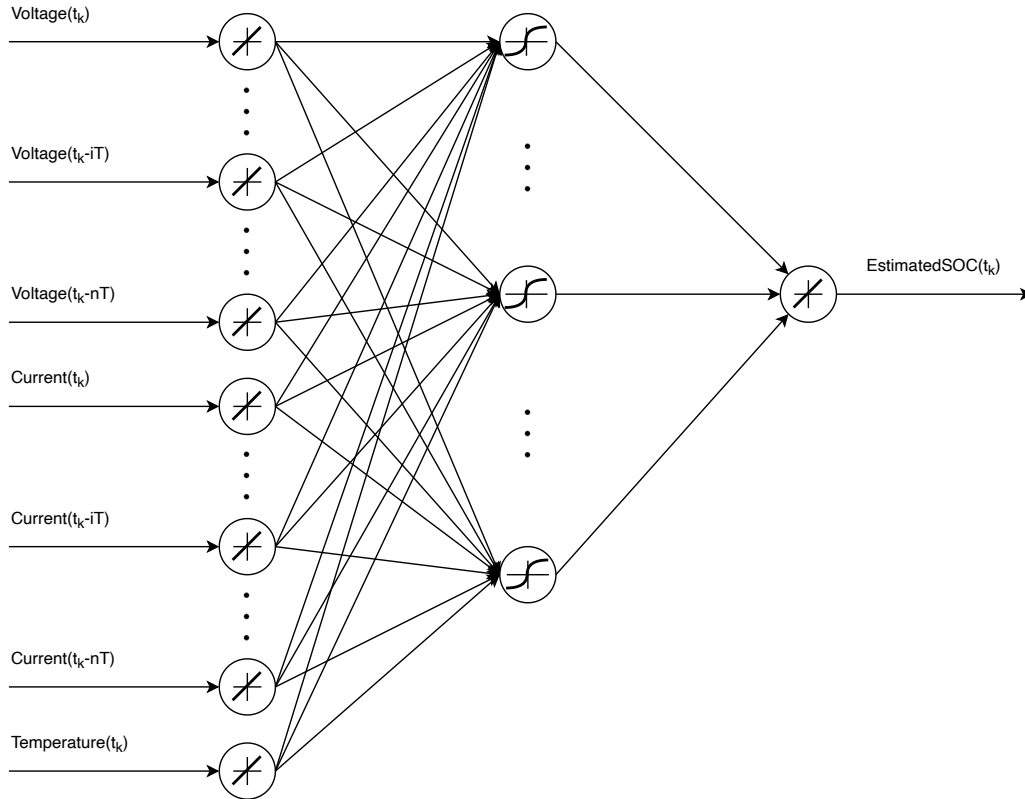 Voltage(tk)
Voltage(tk-iT)
Voltage(tk-nT)
Current(tk)
Current(tk-iT)
Current(tk-nT)
Temperature(tk)
EstimatedSOC(tk)